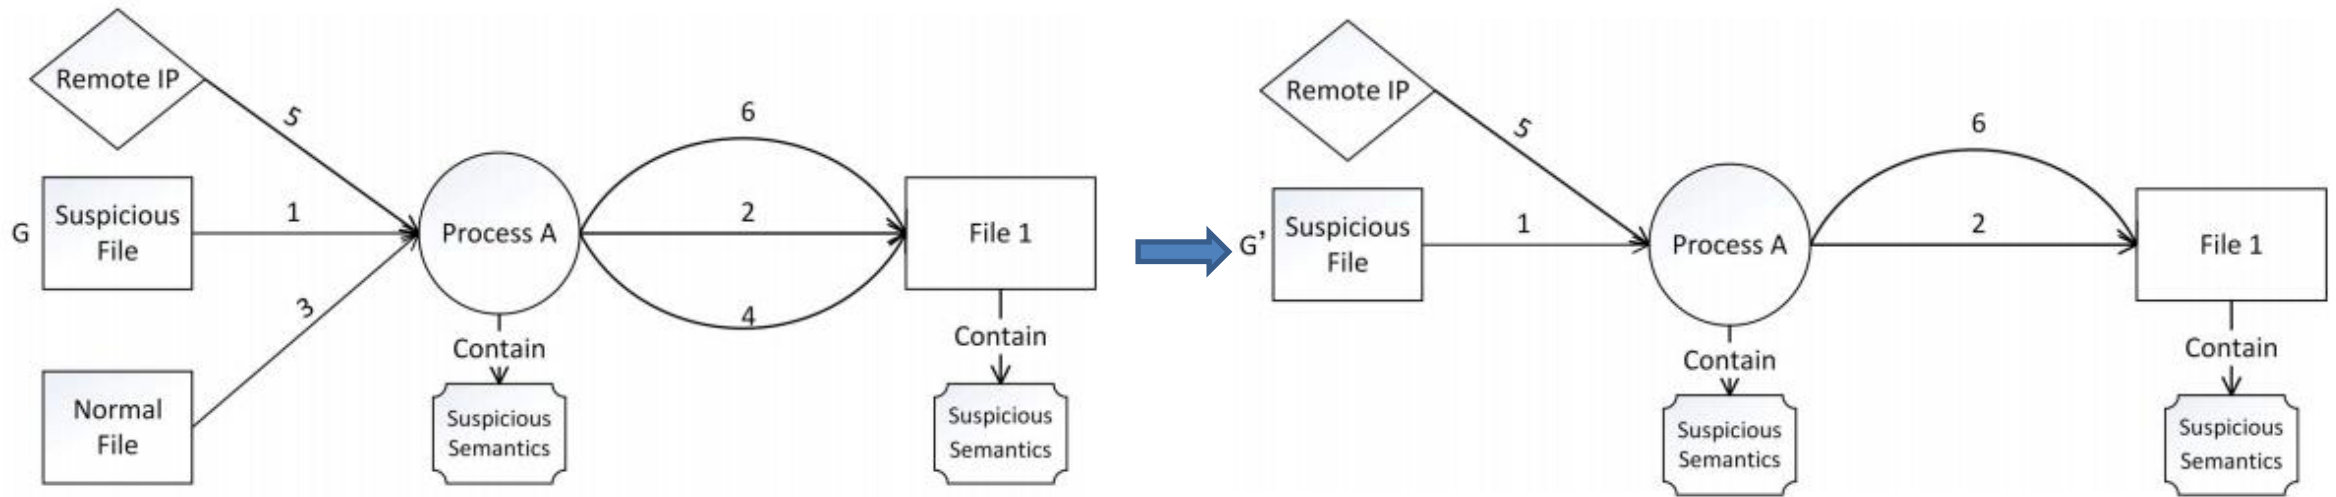 G
Remote IP
5
Suspicious
File
1
Normal
File
3
Process A
Contain
Suspicious
Semantics
6
2
4
File 1
Contain
Suspicious
Semantics
G’
Remote IP
5
Suspicious
File
1
Process A
Contain
Suspicious
Semantics
6
2
File 1
Contain
Suspicious
Semantics